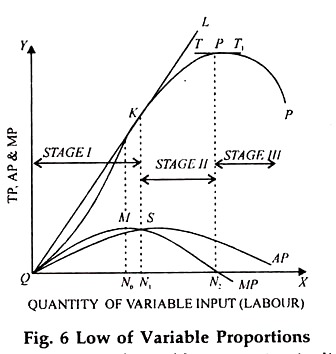 Y
L
T P T₁
K
P
STAGE I
STAGE II
STAGE III
TP, AP & MP
M S
AP
Q N₀ N₁ N₂ MP X
QUANTITY OF VARIABLE INPUT (LABOUR)
Fig. 6 Low of Variable Proportions